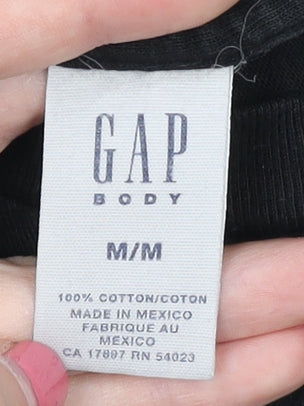 GAP
BODY
M/M
100% COTTON/COTON
MADE IN MEXICO
FABRIQUE AU
MEXICO
CA 17897 RN 54023